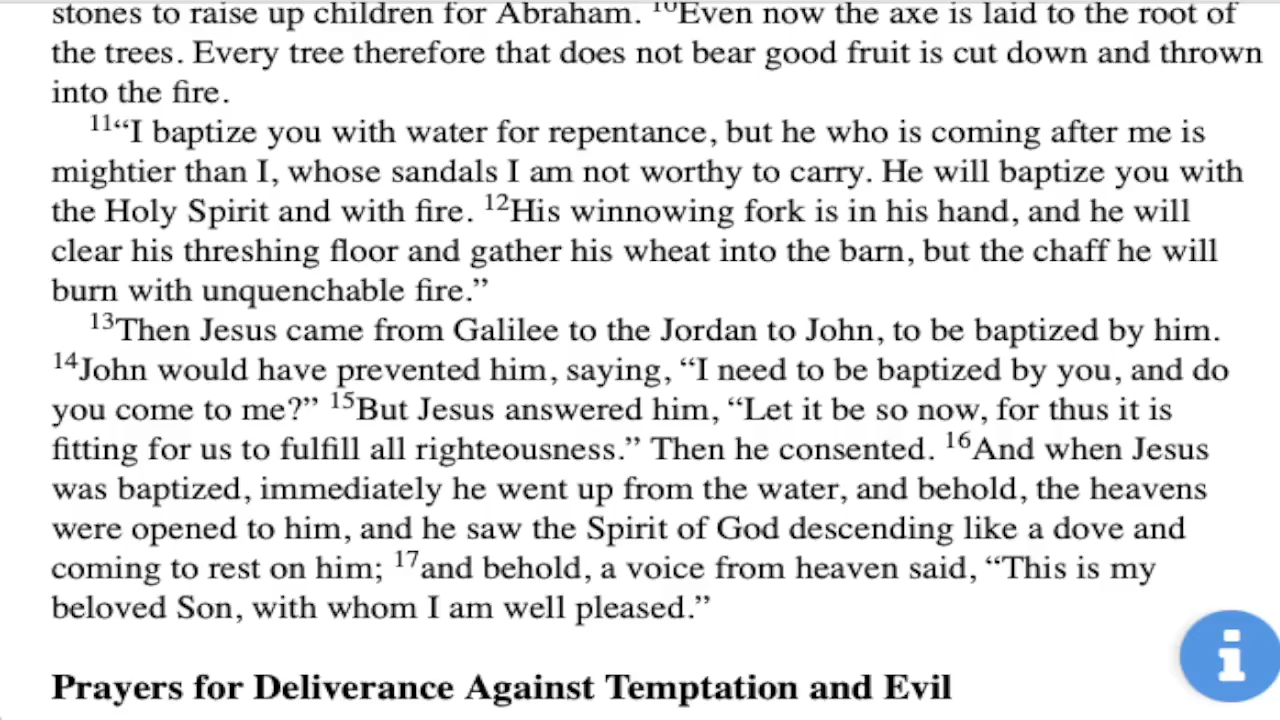 stones to raise up children for Abraham. ¹⁰Even now the axe is laid to the root of
the trees. Every tree therefore that does not bear good fruit is cut down and thrown
into the fire.
¹¹“I baptize you with water for repentance, but he who is coming after me is
mightier than I, whose sandals I am not worthy to carry. He will baptize you with
the Holy Spirit and with fire. ¹²His winnowing fork is in his hand, and he will
clear his threshing floor and gather his wheat into the barn, but the chaff he will
burn with unquenchable fire.”
¹³Then Jesus came from Galilee to the Jordan to John, to be baptized by him.
¹⁴John would have prevented him, saying, “I need to be baptized by you, and do
you come to me?” ¹⁵But Jesus answered him, “Let it be so now, for thus it is
fitting for us to fulfill all righteousness.” Then he consented. ¹⁶And when Jesus
was baptized, immediately he went up from the water, and behold, the heavens
were opened to him, and he saw the Spirit of God descending like a dove and
coming to rest on him; ¹⁷and behold, a voice from heaven said, “This is my
beloved Son, with whom I am well pleased.”
Prayers for Deliverance Against Temptation and Evil